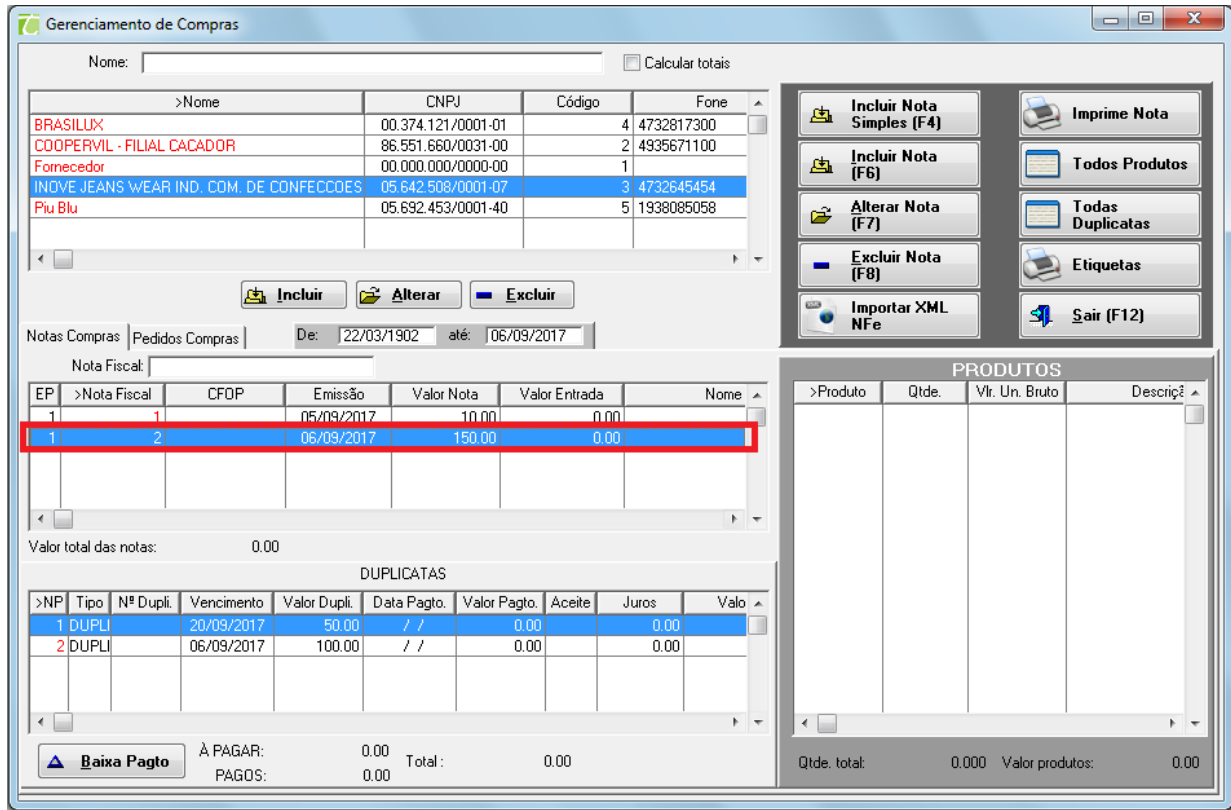 Gerenciamento de Compras
Nome:
Calcular totais
>Nome CNPJ Código Fone
BRASILUX 00.374.121/0001-01 4 4732817300
COOPERVIL - FILIAL CACADOR 86.551.660/0031-00 2 4935671100
Fornecedor 00.000.000/0000-00 1
INOVE JEANS WEAR IND. COM. DE CONFECCOES 05.642.508/0001-07 3 4732645454
Piu Blu 05.692.453/0001-40 5 1938085058
Incluir Alterar Excluir
Incluir Nota
Simples (F4)
Imprime Nota
Incluir Nota
(F6)
Todos Produtos
Alterar Nota
(F7)
Todas
Duplicatas
Excluir Nota
(F8)
Etiquetas
Importar XML
NFe
Sair (F12)
Notas Compras Pedidos Compras De: 22/03/1902 até: 06/09/2017
Nota Fiscal:
EP >Nota Fiscal CFOP Emissão Valor Nota Valor Entrada Nome
1 1 05/09/2017 10.00 0.00
1 2 06/09/2017 150.00 0.00
Valor total das notas: 0.00
DUPLICATAS
>NP Tipo Nº Dupli. Vencimento Valor Dupli. Data Pagto. Valor Pagto. Aceite Juros Valo
1 DUPLI 20/09/2017 50.00 / / 0.00 0.00
2 DUPLI 06/09/2017 100.00 / / 0.00 0.00
Baixa Pagto
À PAGAR: 0.00 Total : 0.00
PAGOS: 0.00
PRODUTOS
>Produto Qtde. Vlr. Un. Bruto Descriçã
Qtde. total: 0.000 Valor produtos: 0.00